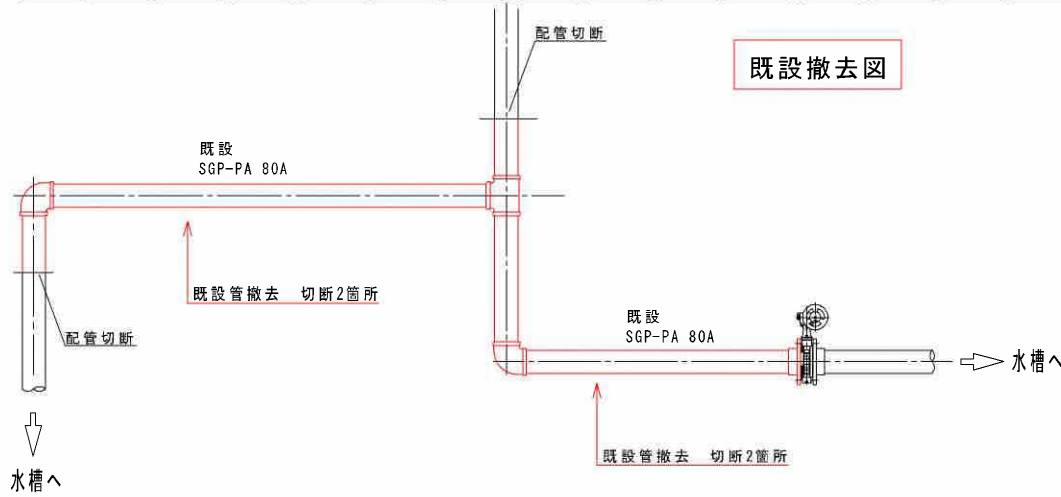 配管切断
既設撤去図
既設
SGP-PA 80A
既設管撤去　切断2箇所
配管切断
既設
SGP-PA 80A
水槽へ
既設管撤去　切断2箇所
水槽へ